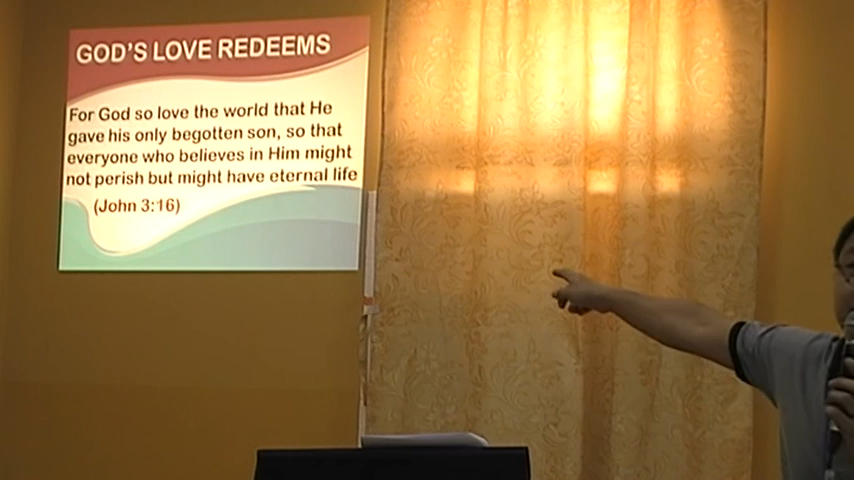 GOD'S LOVE REDEEMS
For God so love the world that He
gave his only begotten son, so that
everyone who believes in Him might
not perish but might have eternal life
(John 3:16)